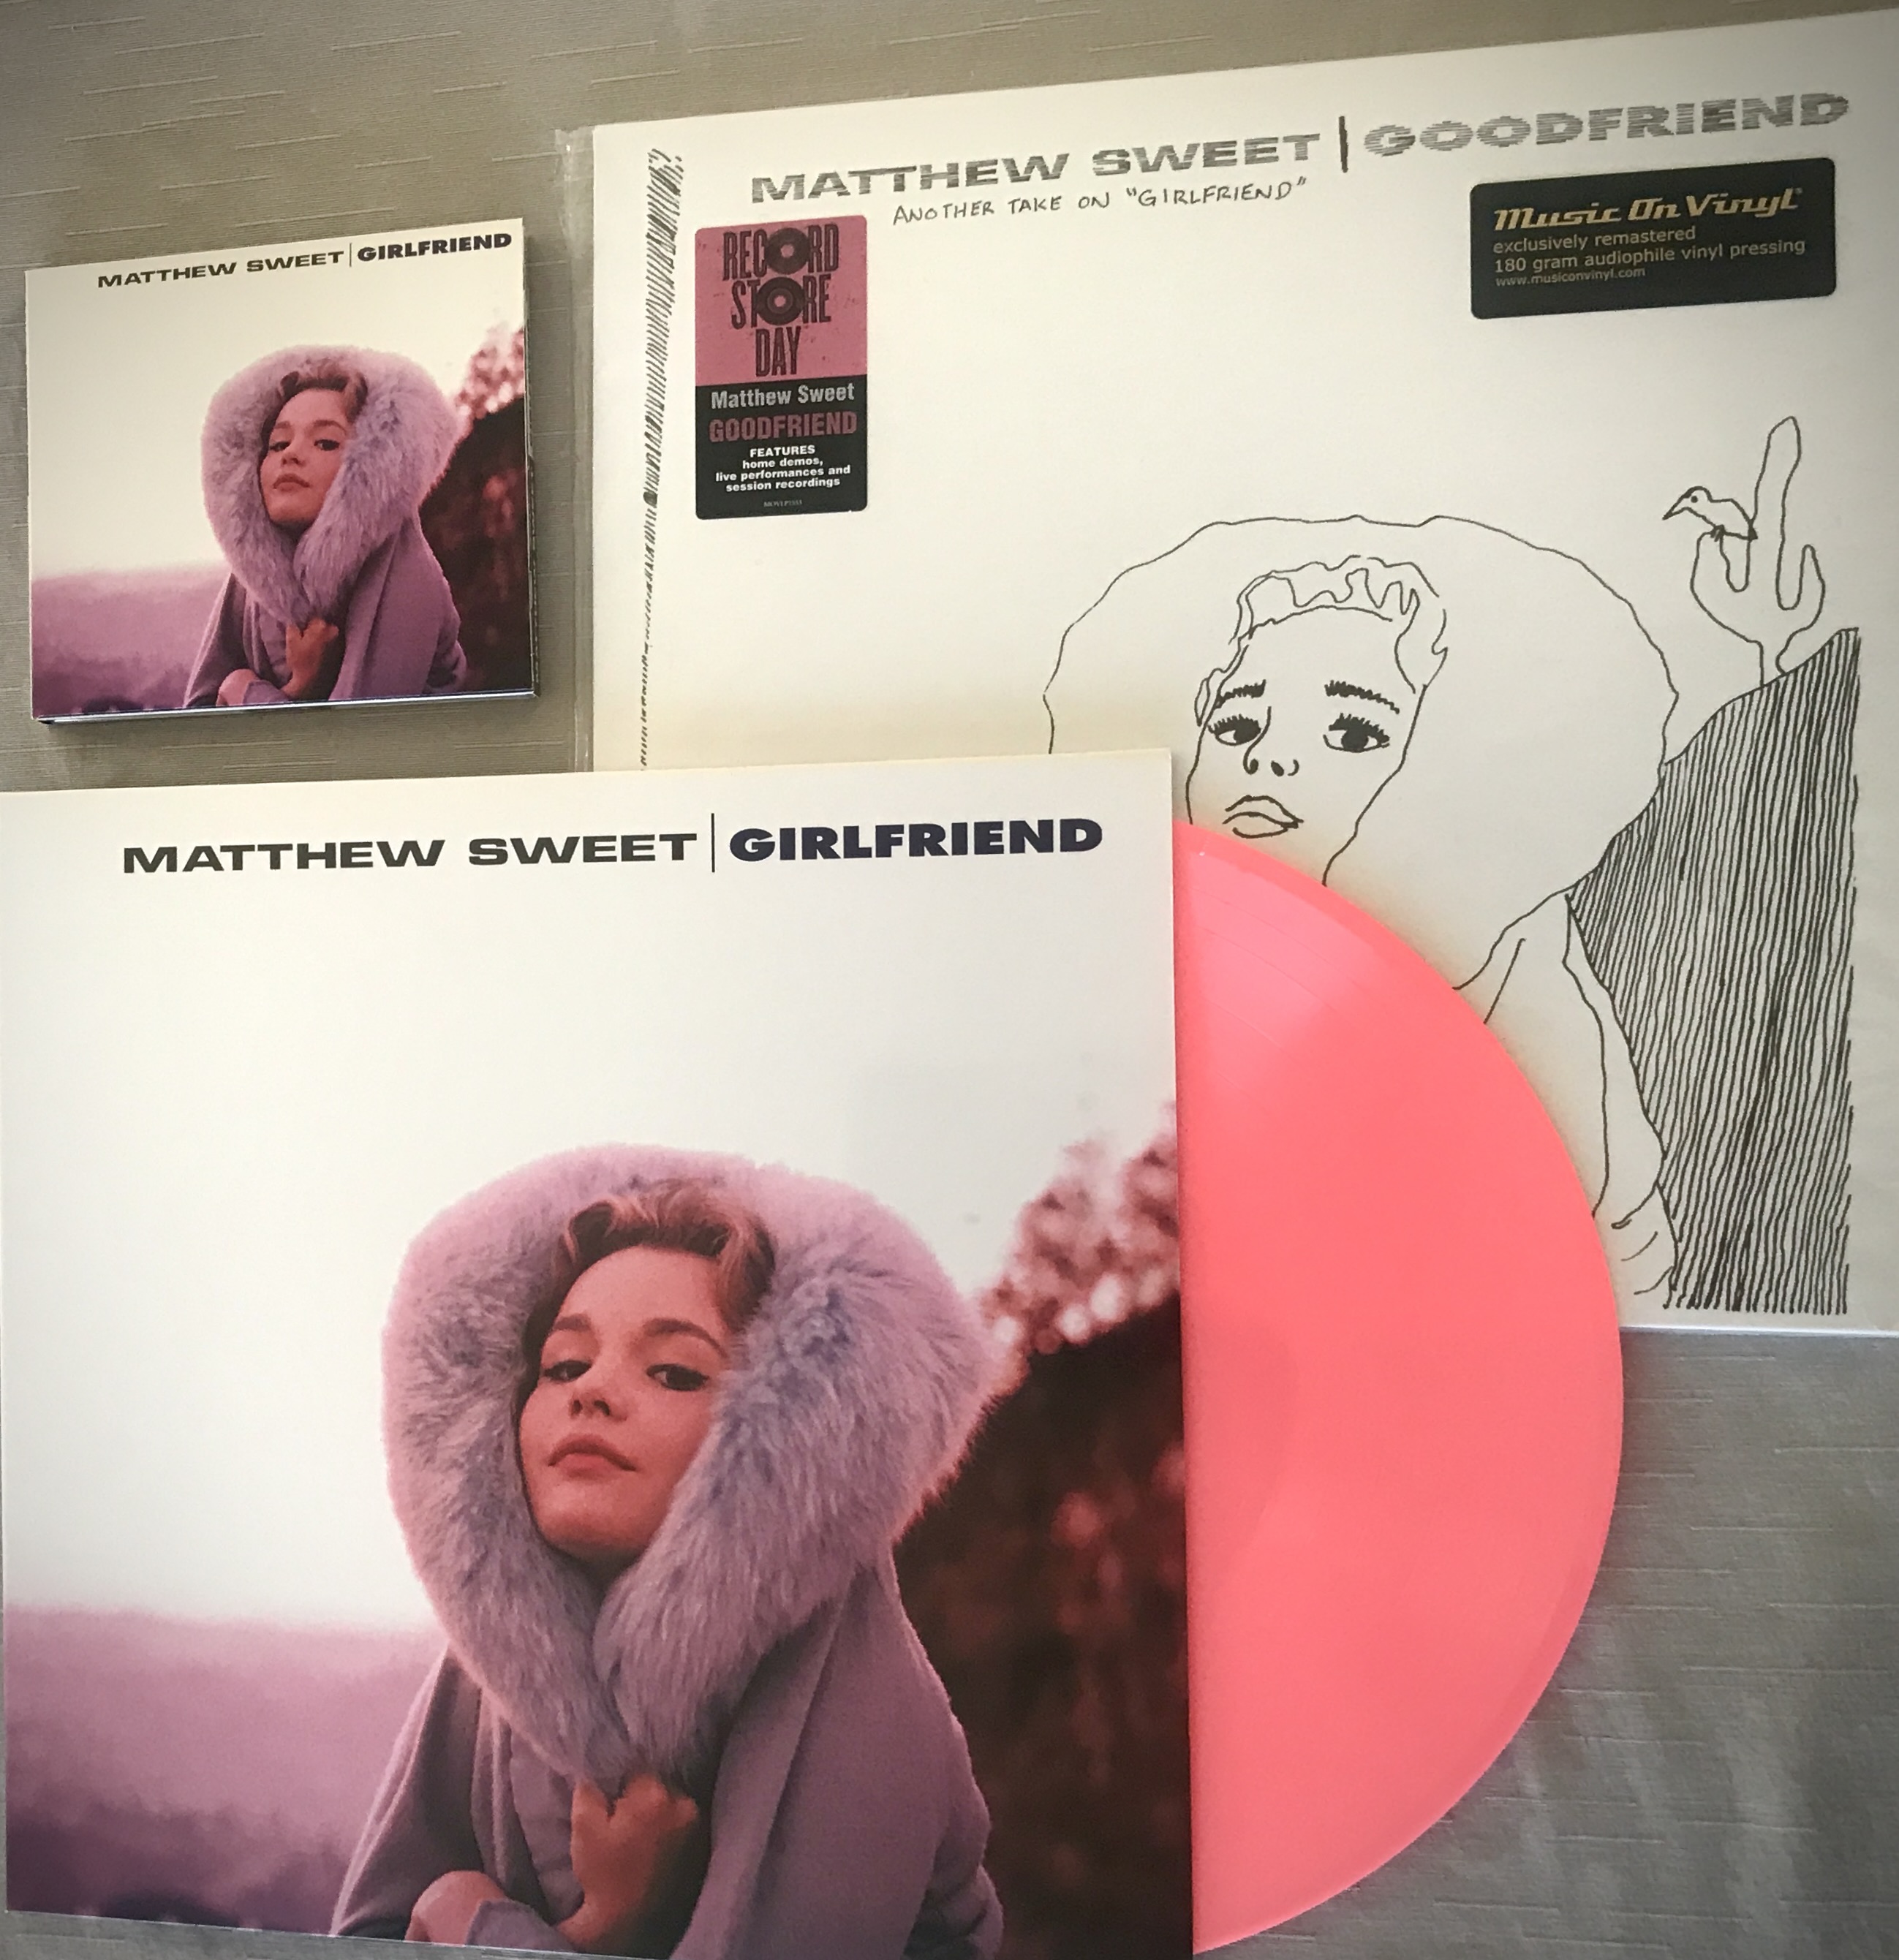 MATTHEW SWEET | GOODFRIEND
ANOTHER TAKE ON "GIRLFRIEND"
Music On Vinyl®
exclusively remastered
180 gram audiophile vinyl pressing
www.musiconvinyl.com
RECORD
STORE
DAY
Matthew Sweet
GOODFRIEND
FEATURES
home demos,
live performances and
session recordings
MATTHEW SWEET | GIRLFRIEND
MATTHEW SWEET | GIRLFRIEND